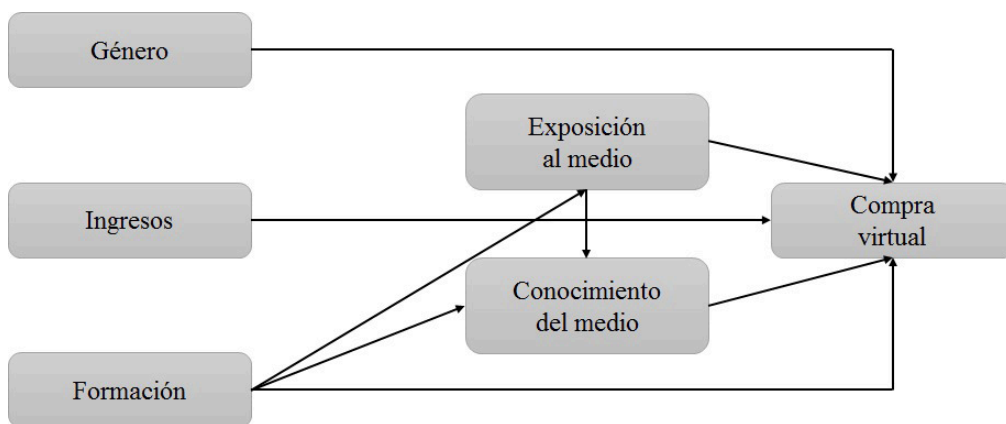 Género
Exposición
al medio
Ingresos
Compra
virtual
Conocimiento
del medio
Formación